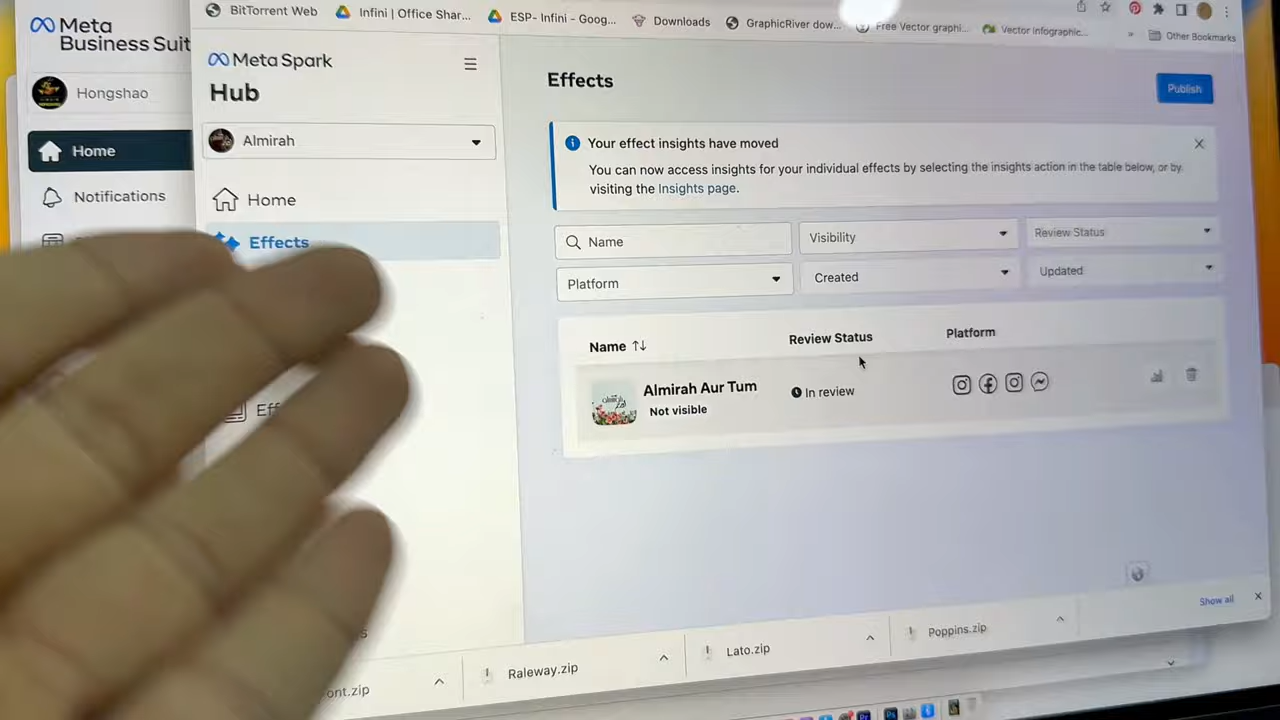 BitTorrent Web
Infini | Office Shar...
ESP- Infini - Goog...
Downloads
GraphicRiver dow...
Free Vector graphi...
Vector Infographic...
»
Other Bookmarks
Meta
Business Suit
Hongshao
Home
Notifications
Meta Spark
Hub
Almirah
Home
Effects
Eff
Effects
Publish
Your effect insights have moved
You can now access insights for your individual effects by selecting the insights action in the table below, or by
visiting the Insights page.
Name
Visibility
Review Status
Platform
Created
Updated
Name
Review Status
Platform
Almirah Aur Tum
Not visible
In review
Show all
ont.zip
Raleway.zip
Lato.zip
Poppins.zip
Pr
Ps